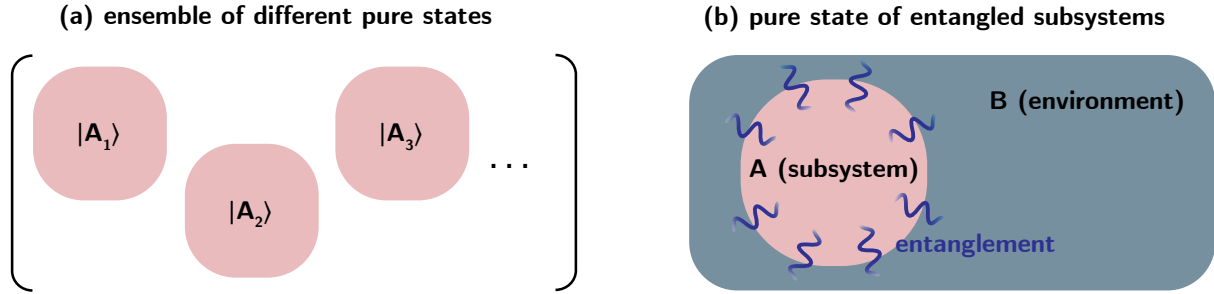 (a) ensemble of different pure states
|A₁⟩
|A₂⟩
|A₃⟩
...
(b) pure state of entangled subsystems
B (environment)
A (subsystem)
entanglement